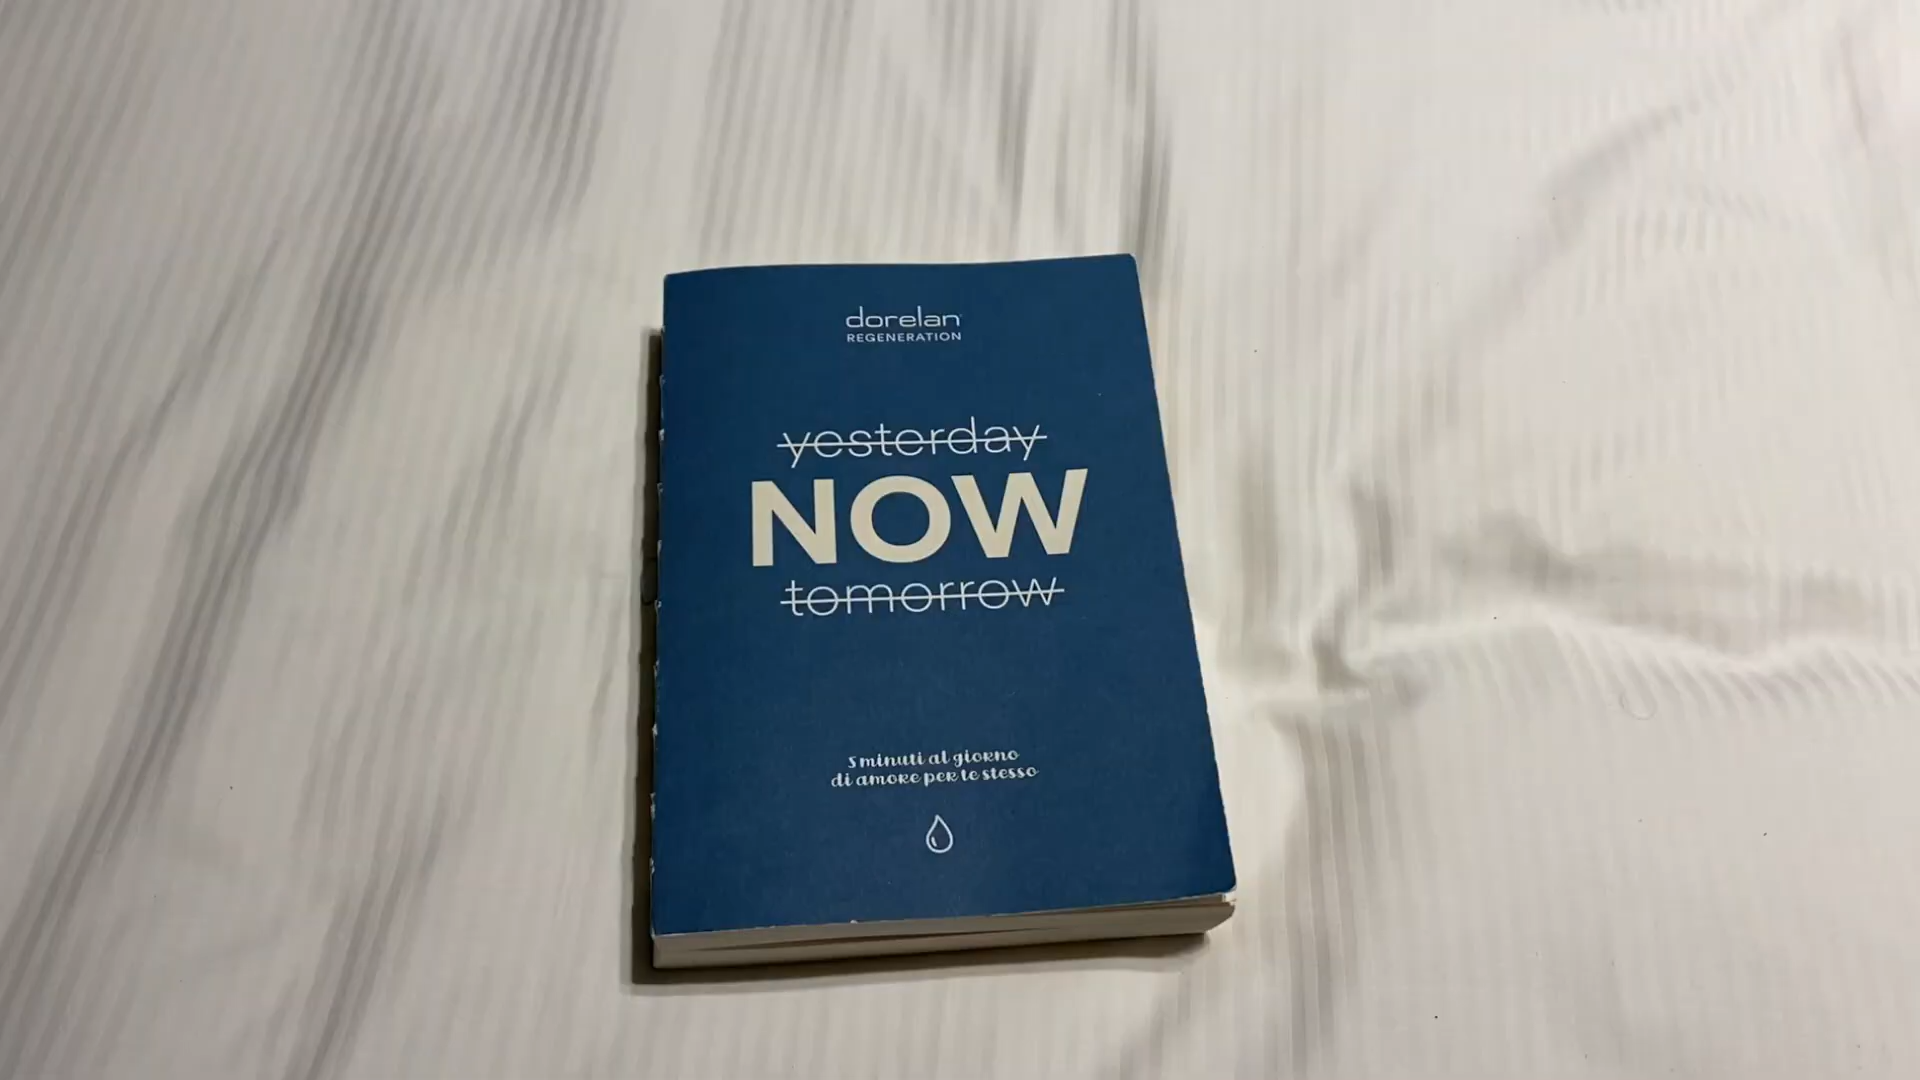 dorelan
REGENERATION
yesterday
NOW
tomorrow
5 minuti al giorno
di amore per te stesso